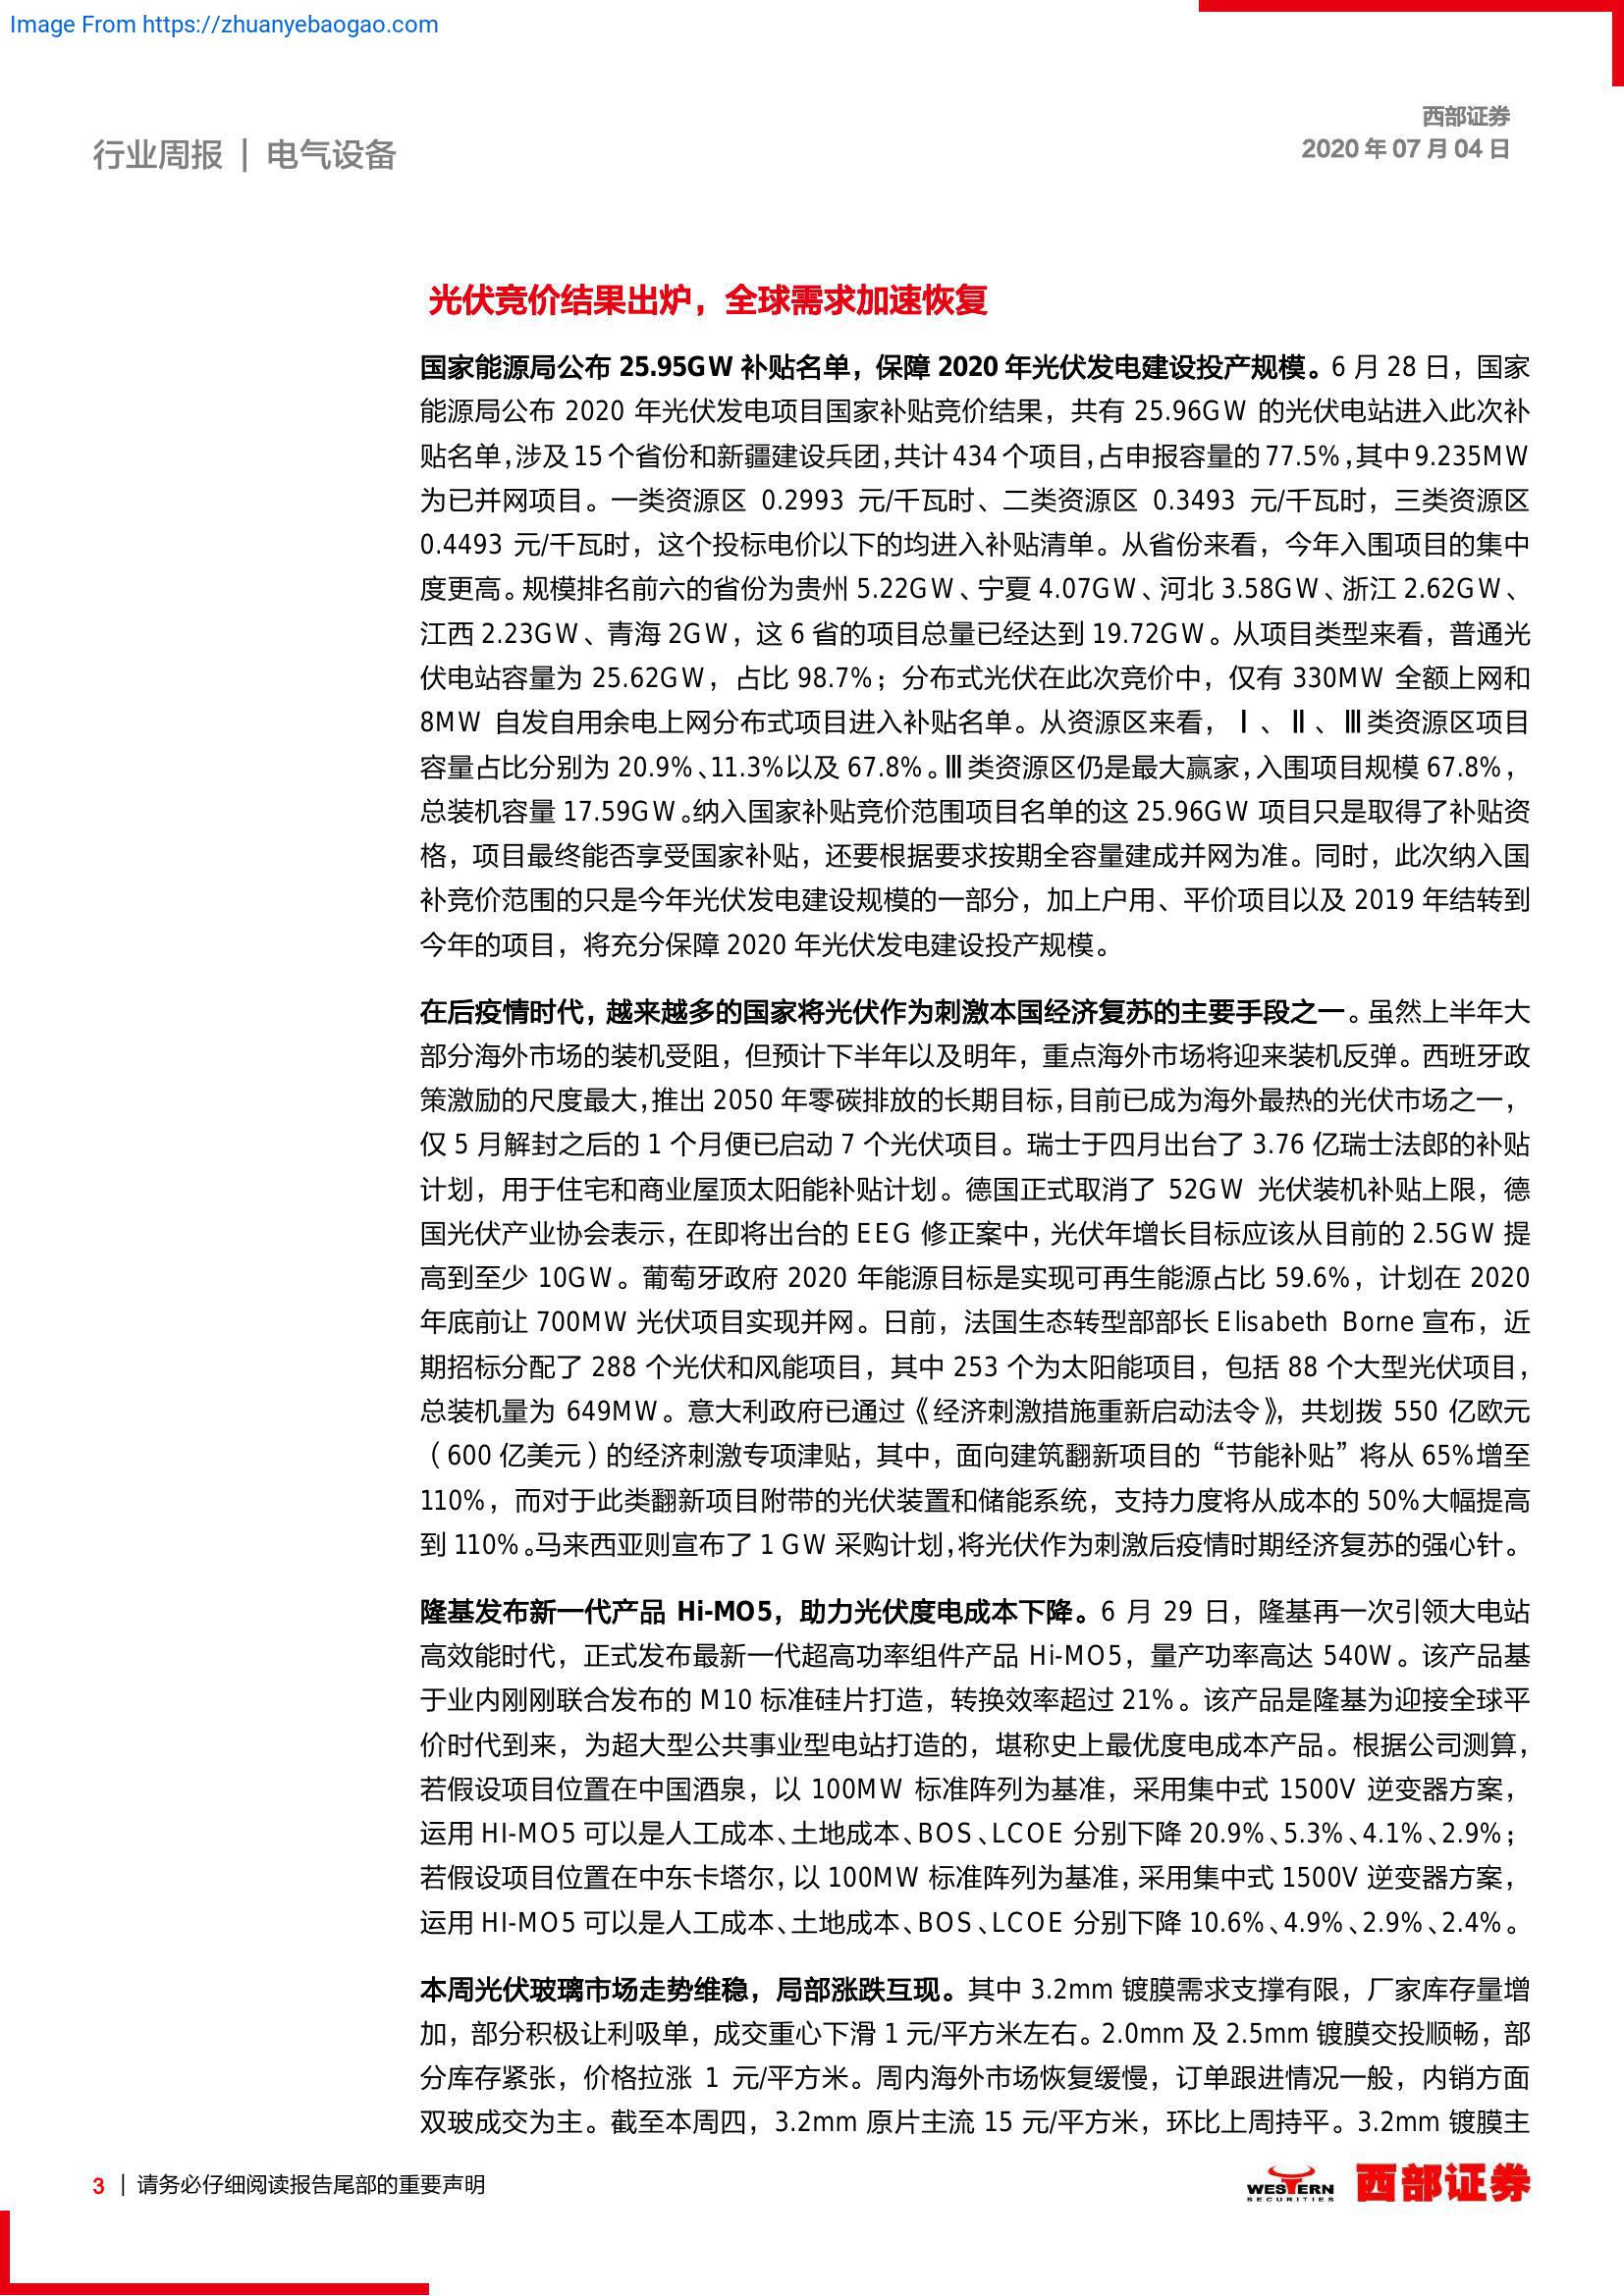 Image From https://zhuanyebaogao.com
西部证券
行业周报 | 电气设备
2020 年 07 月 04 日
光伏竞价结果出炉，全球需求加速恢复
国家能源局公布 25.95GW 补贴名单，保障 2020 年光伏发电建设投产规模。6 月 28 日，国家
能源局公布 2020 年光伏发电项目国家补贴竞价结果，共有 25.96GW 的光伏电站进入此次补
贴名单，涉及 15 个省份和新疆建设兵团，共计 434 个项目，占申报容量的 77.5%，其中 9.235MW
为已并网项目。一类资源区 0.2993 元/千瓦时、二类资源区 0.3493 元/千瓦时，三类资源区
0.4493 元/千瓦时，这个投标电价以下的均进入补贴清单。从省份来看，今年入围项目的集中
度更高。规模排名前六的省份为贵州 5.22GW、宁夏 4.07GW、河北 3.58GW、浙江 2.62GW、
江西 2.23GW、青海 2GW，这 6 省的项目总量已经达到 19.72GW。从项目类型来看，普通光
伏电站容量为 25.62GW，占比 98.7%；分布式光伏在此次竞价中，仅有 330MW 全额上网和
8MW 自发自用余电上网分布式项目进入补贴名单。从资源区来看，Ⅰ、Ⅱ、Ⅲ类资源区项目
容量占比分别为 20.9%、11.3%以及 67.8%。Ⅲ类资源区仍是最大赢家，入围项目规模 67.8%，
总装机容量 17.59GW。纳入国家补贴竞价范围项目名单的这 25.96GW 项目只是取得了补贴资
格，项目最终能否享受国家补贴，还要根据要求按期全容量建成并网为准。同时，此次纳入国
补竞价范围的只是今年光伏发电建设规模的一部分，加上户用、平价项目以及 2019 年结转到
今年的项目，将充分保障 2020 年光伏发电建设投产规模。
在后疫情时代，越来越多的国家将光伏作为刺激本国经济复苏的主要手段之一。虽然上半年大
部分海外市场的装机受阻，但预计下半年以及明年，重点海外市场将迎来装机反弹。西班牙政
策激励的尺度最大，推出 2050 年零碳排放的长期目标，目前已成为海外最热的光伏市场之一，
仅 5 月解封之后的 1 个月便已启动 7 个光伏项目。瑞士于四月出台了 3.76 亿瑞士法郎的补贴
计划，用于住宅和商业屋顶太阳能补贴计划。德国正式取消了 52GW 光伏装机补贴上限，德
国光伏产业协会表示，在即将出台的 EEG 修正案中，光伏年增长目标应该从目前的 2.5GW 提
高到至少 10GW。葡萄牙政府 2020 年能源目标是实现可再生能源占比 59.6%，计划在 2020
年底前让 700MW 光伏项目实现并网。日前，法国生态转型部部长 Elisabeth Borne 宣布，近
期招标分配了 288 个光伏和风能项目，其中 253 个为太阳能项目，包括 88 个大型光伏项目，
总装机量为 649MW。意大利政府已通过《经济刺激措施重新启动法令》，共划拨 550 亿欧元
（600 亿美元）的经济刺激专项津贴，其中，面向建筑翻新项目的“节能补贴”将从 65%增至
110%，而对于此类翻新项目附带的光伏装置和储能系统，支持力度将从成本的 50%大幅提高
到 110%。马来西亚则宣布了 1 GW 采购计划，将光伏作为刺激后疫情时期经济复苏的强心针。
隆基发布新一代产品 Hi-MO5，助力光伏度电成本下降。6 月 29 日，隆基再一次引领大电站
高效能时代，正式发布最新一代超高功率组件产品 Hi-MO5，量产功率高达 540W。该产品基
于业内刚刚联合发布的 M10 标准硅片打造，转换效率超过 21%。该产品是隆基为迎接全球平
价时代到来，为超大型公共事业型电站打造的，堪称史上最优度电成本产品。根据公司测算，
若假设项目位置在中国酒泉，以 100MW 标准阵列为基准，采用集中式 1500V 逆变器方案，
运用 HI-MO5 可以是人工成本、土地成本、BOS、LCOE 分别下降 20.9%、5.3%、4.1%、2.9%；
若假设项目位置在中东卡塔尔，以 100MW 标准阵列为基准，采用集中式 1500V 逆变器方案，
运用 HI-MO5 可以是人工成本、土地成本、BOS、LCOE 分别下降 10.6%、4.9%、2.9%、2.4%。
本周光伏玻璃市场走势维稳，局部涨跌互现。其中 3.2mm 镀膜需求支撑有限，厂家库存量增
加，部分积极让利吸单，成交重心下滑 1 元/平方米左右。2.0mm 及 2.5mm 镀膜交投顺畅，部
分库存紧张，价格拉涨 1 元/平方米。周内海外市场恢复缓慢，订单跟进情况一般，内销方面
双玻成交为主。截至本周四，3.2mm 原片主流 15 元/平方米，环比上周持平。3.2mm 镀膜主
3 | 请务必仔细阅读报告尾部的重要声明
WESTERN
SECURITIES
西部证券